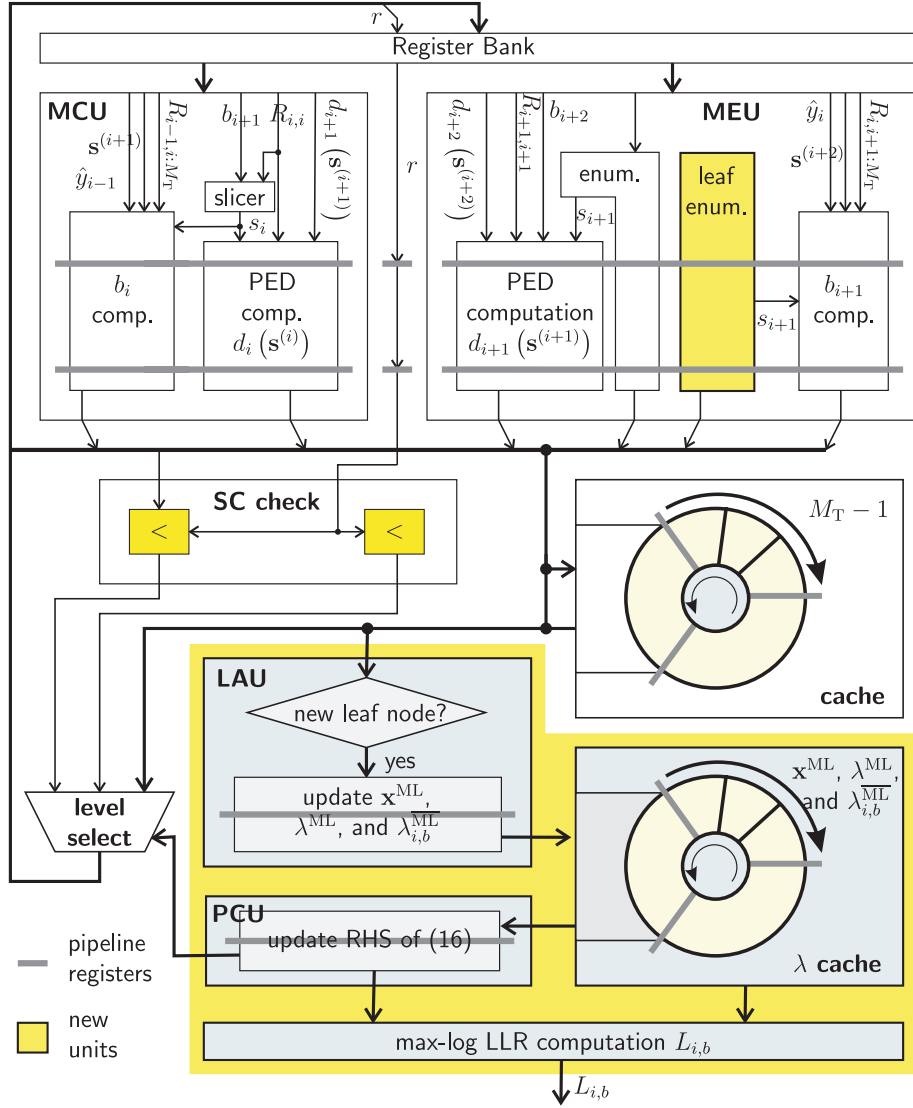 r
Register Bank
MCU
ŷ_{i−1}
s^{(i+1)}
R_{i−1,i:M_T}
b_{i+1}
R_{i,i}
d_{i+1} (s^{(i+1)})
slicer
s_i
b_i
comp.
PED
comp.
d_i (s^{(i)})
r
MEU
d_{i+2} (s^{(i+2)})
R_{i+1,i+1}
b_{i+2}
enum.
s_{i+1}
PED
computation
d_{i+1} (s^{(i+1)})
leaf
enum.
s_{i+1}
ŷ_i
s^{(i+2)}
R_{i,i+1:M_T}
b_{i+1}
comp.
SC check
<
<
M_T − 1
cache
LAU
new leaf node?
yes
update x^{ML},
λ^{ML}, and λ_{i,b}^{\overline{ML}}
x^{ML}, λ^{ML},
and λ_{i,b}^{\overline{ML}}
λ cache
level
select
PCU
update RHS of (16)
pipeline
registers
new
units
max-log LLR computation L_{i,b}
L_{i,b}